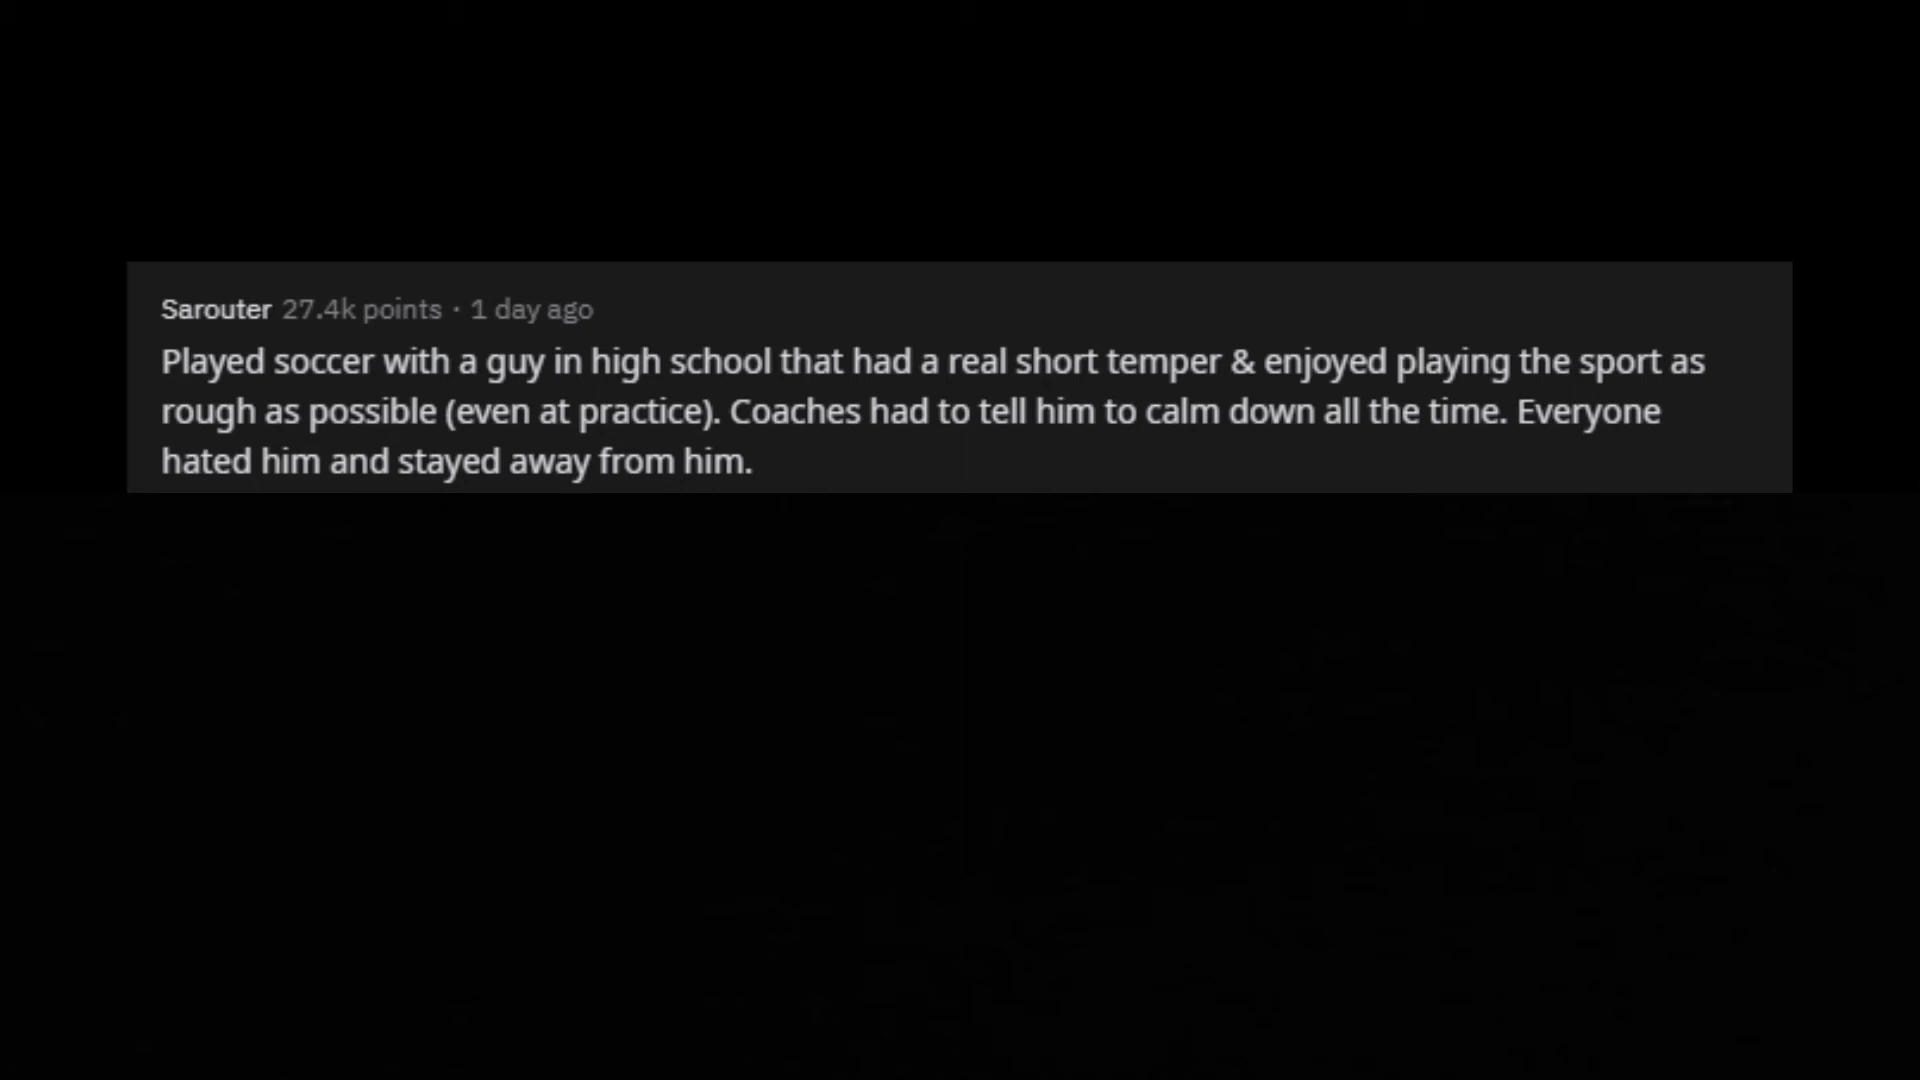 Sarouter 27.4k points · 1 day ago
Played soccer with a guy in high school that had a real short temper & enjoyed playing the sport as
rough as possible (even at practice). Coaches had to tell him to calm down all the time. Everyone
hated him and stayed away from him.